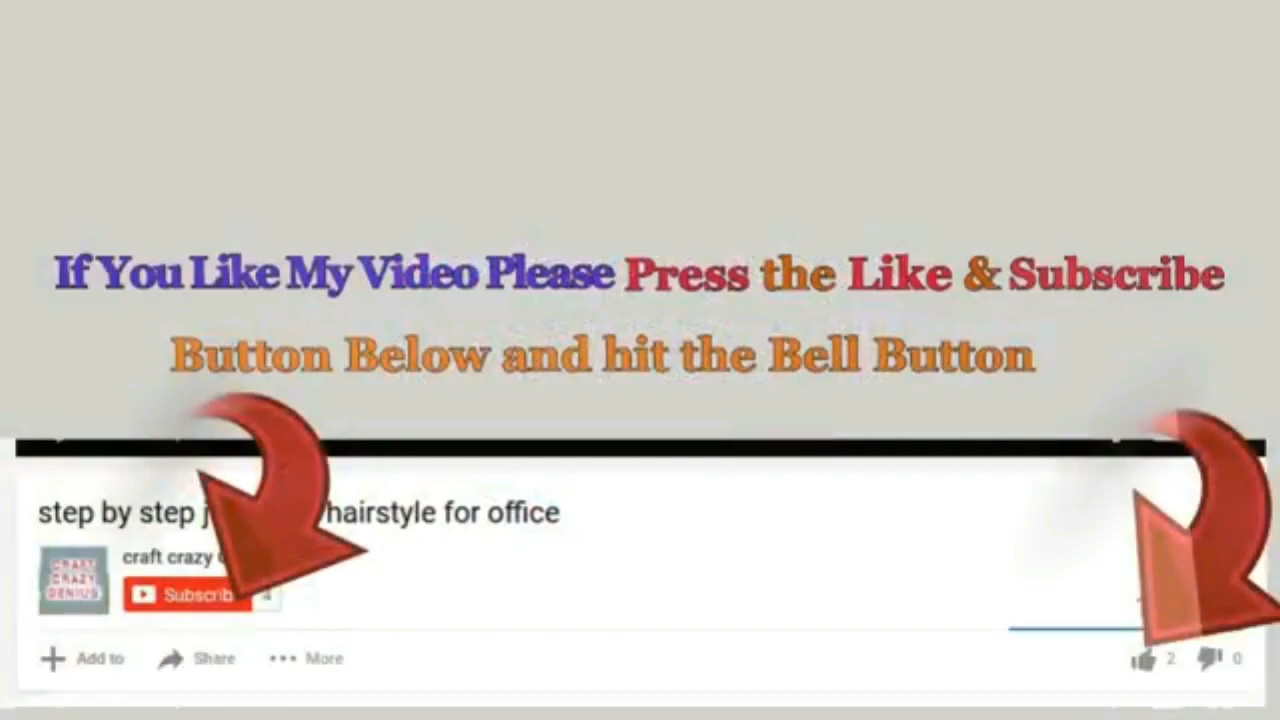 If You Like My Video Please Press the Like & Subscribe
Button Below and hit the Bell Button
step by step hairstyle for office
craft crazy
CRAFT
CRAZY
GENIUS
Subscrib 4
Add to Share More
2 0